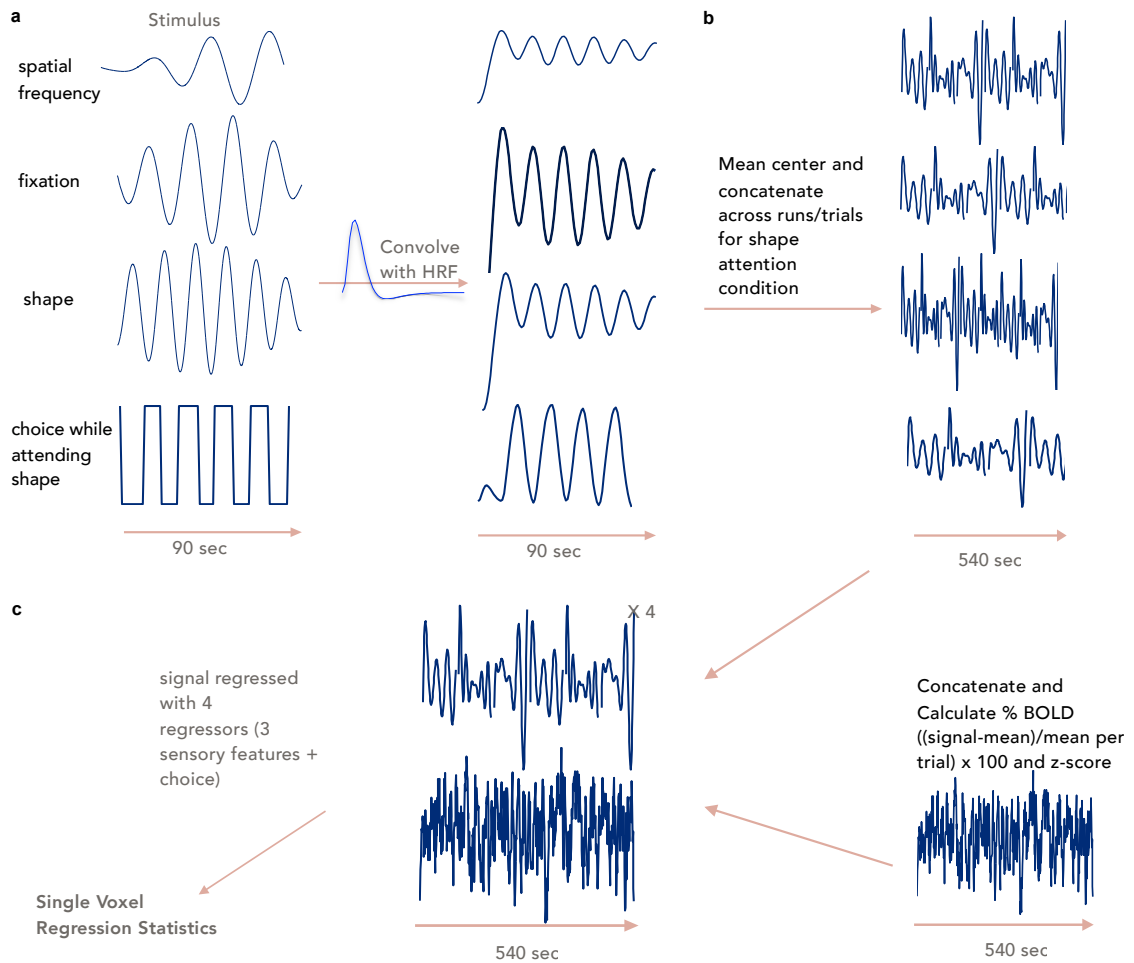 a
Stimulus
spatial
frequency
fixation
shape
choice while
attending
shape
90 sec
Convolve
with HRF
90 sec
b
Mean center and
concatenate
across runs/trials
for shape
attention
condition
540 sec
c
X 4
signal regressed
with 4
regressors (3
sensory features +
choice)
Single Voxel
Regression Statistics
540 sec
Concatenate and
Calculate % BOLD
((signal-mean)/mean per
trial) x 100 and z-score
540 sec